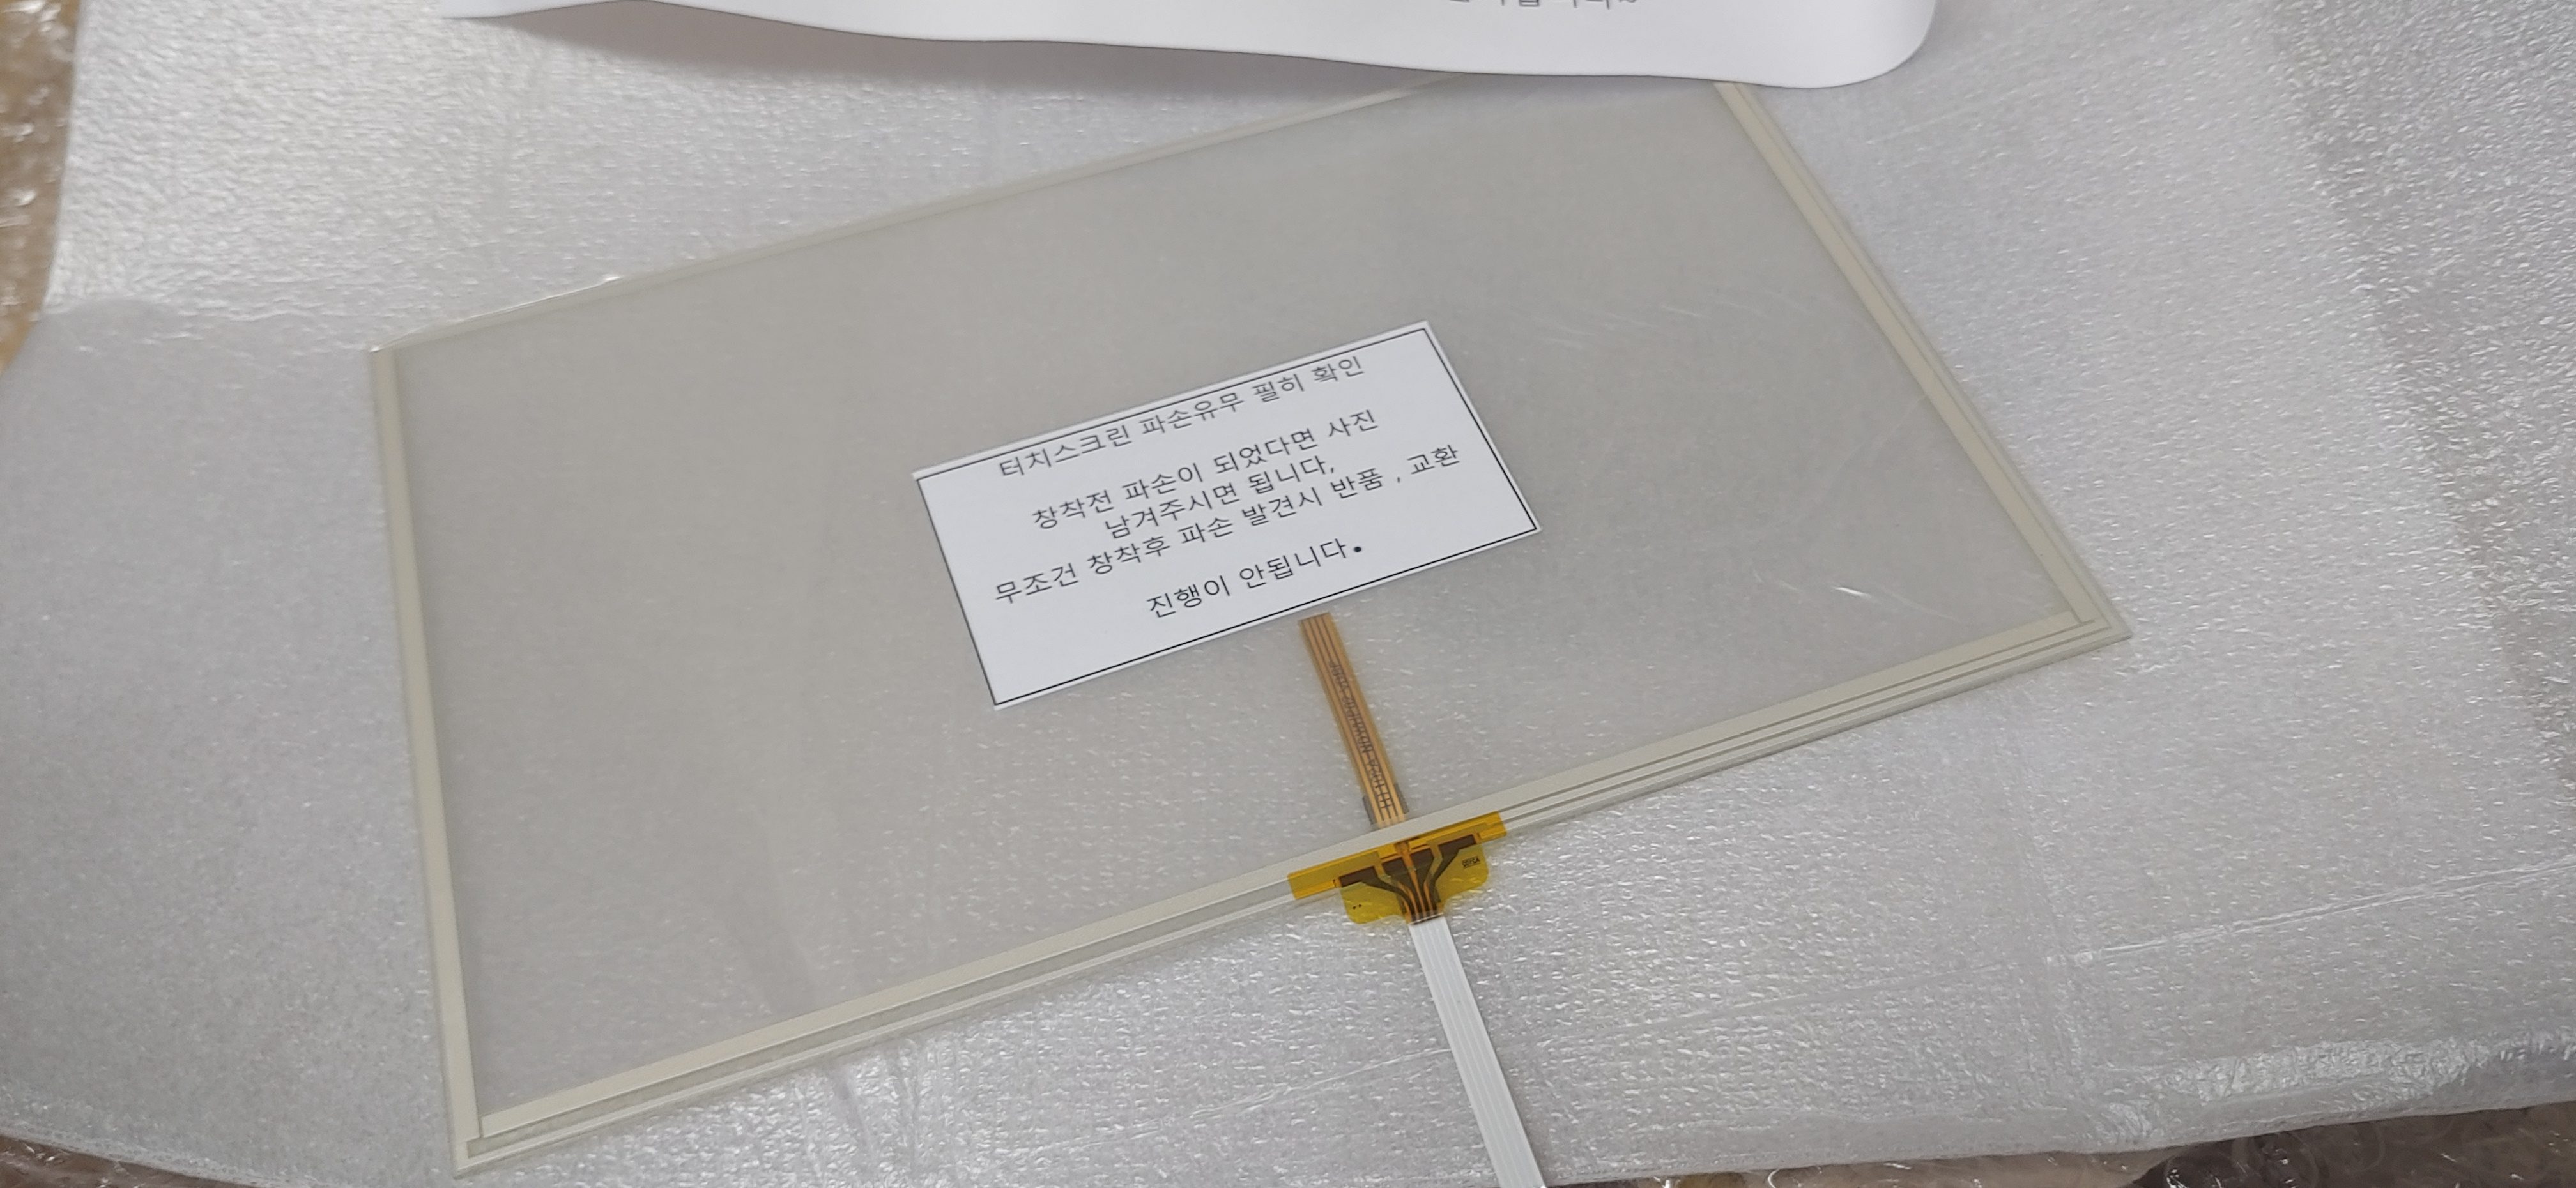 터치스크린 파손유무 필히 확인
창착전 파손이 되었다면 사진
남겨주시면 됩니다,
무조건 창착후 파손 발견시 반품 , 교환
진행이 안됩니다.